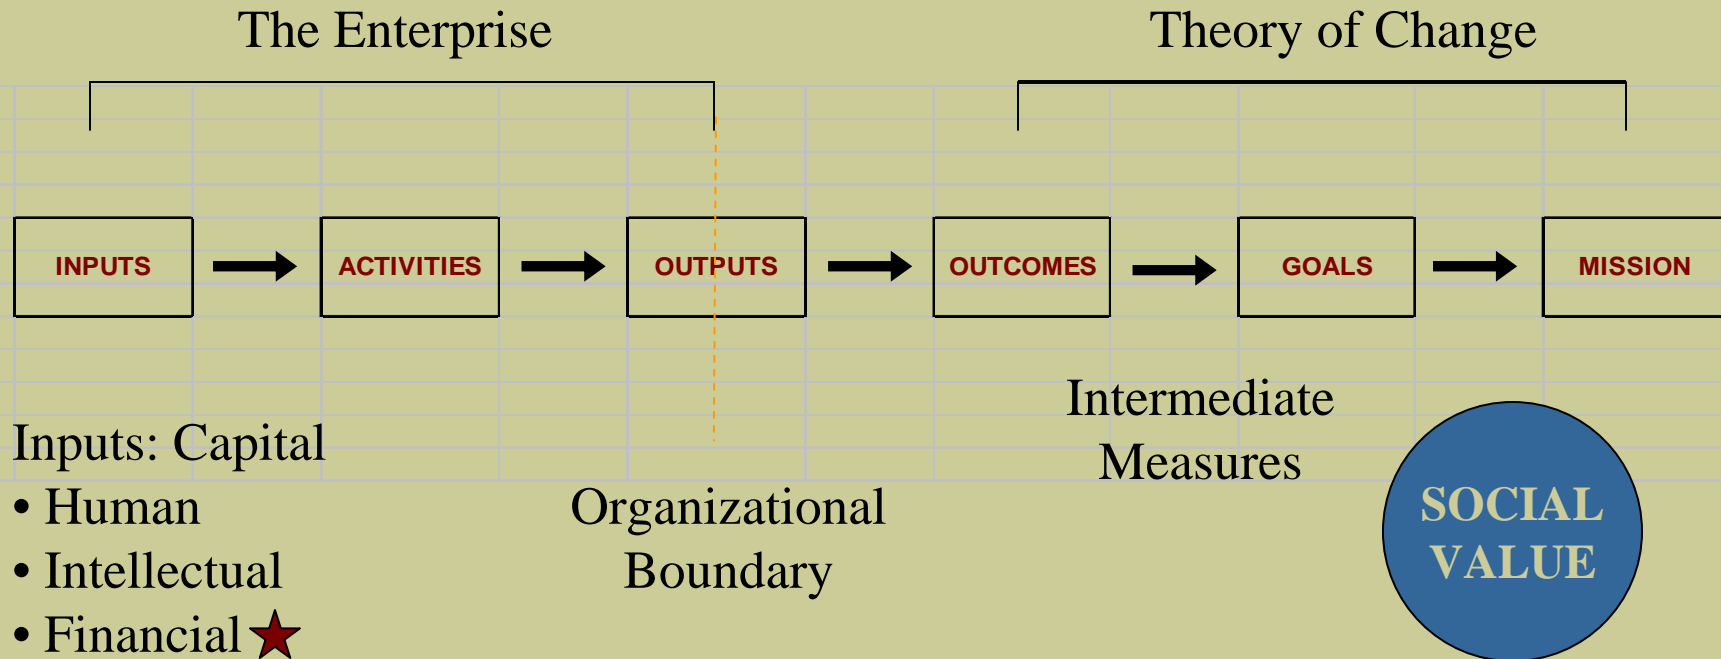 The Enterprise
Theory of Change
INPUTS
ACTIVITIES
OUTPUTS
OUTCOMES
GOALS
MISSION
Inputs: Capital
• Human
• Intellectual
• Financial
Organizational
Boundary
Intermediate
Measures
SOCIAL
VALUE